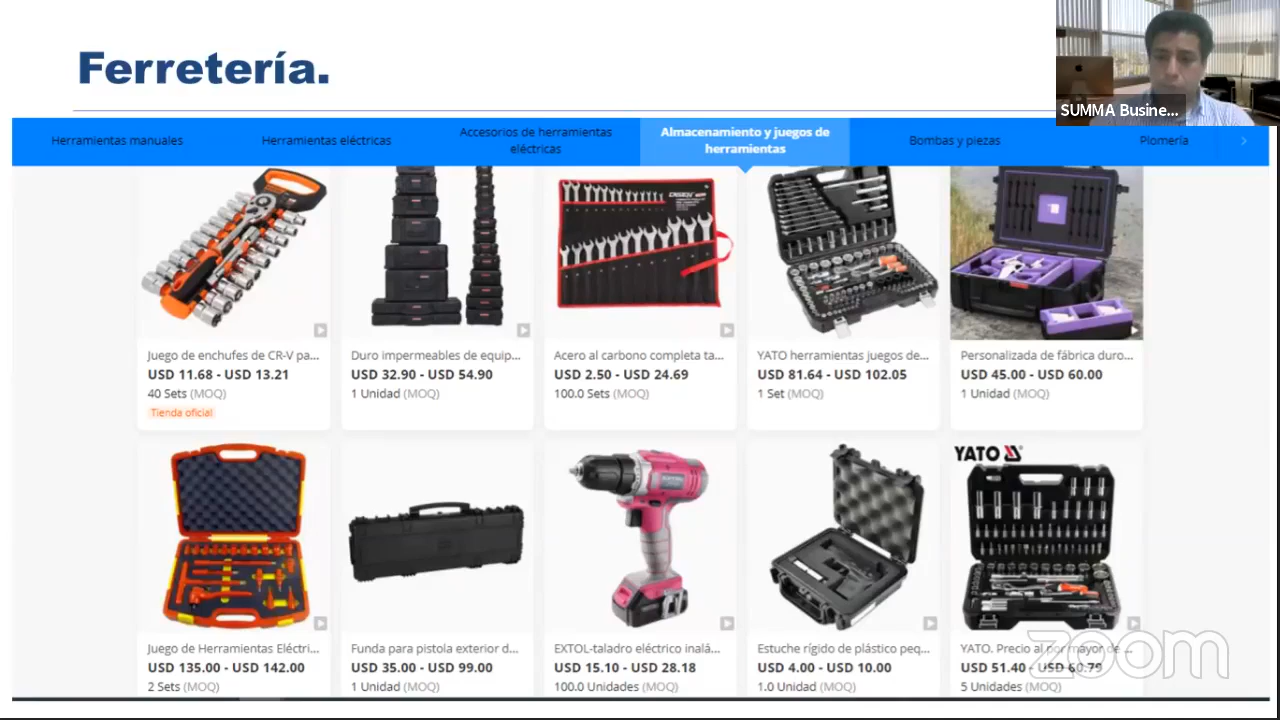 Ferretería.
SUMMA Busine...
Herramientas manuales
Herramientas eléctricas
Accesorios de herramientas
eléctricas
Almacenamiento y juegos de
herramientas
Bombas y piezas
Plomería
Juego de enchufes de CR-V pa...
USD 11.68 - USD 13.21
40 Sets (MOQ)
Tienda oficial
Duro impermeables de equip...
USD 32.90 - USD 54.90
1 Unidad (MOQ)
Acero al carbono completa ta...
USD 2.50 - USD 24.69
100.0 Sets (MOQ)
YATO herramientas juegos de...
USD 81.64 - USD 102.05
1 Set (MOQ)
Personalizada de fábrica duro...
USD 45.00 - USD 60.00
1 Unidad (MOQ)
YATO
Juego de Herramientas Eléctri...
USD 135.00 - USD 142.00
2 Sets (MOQ)
Funda para pistola exterior d...
USD 35.00 - USD 99.00
1 Unidad (MOQ)
EXTOL-taladro eléctrico inalá...
USD 15.10 - USD 28.18
100.0 Unidades (MOQ)
Estuche rígido de plástico peq...
USD 4.00 - USD 10.00
1.0 Unidad (MOQ)
YATO. Precio al por mayor de ...
USD 51.40 - USD 60.79
5 Unidades (MOQ)
zoom